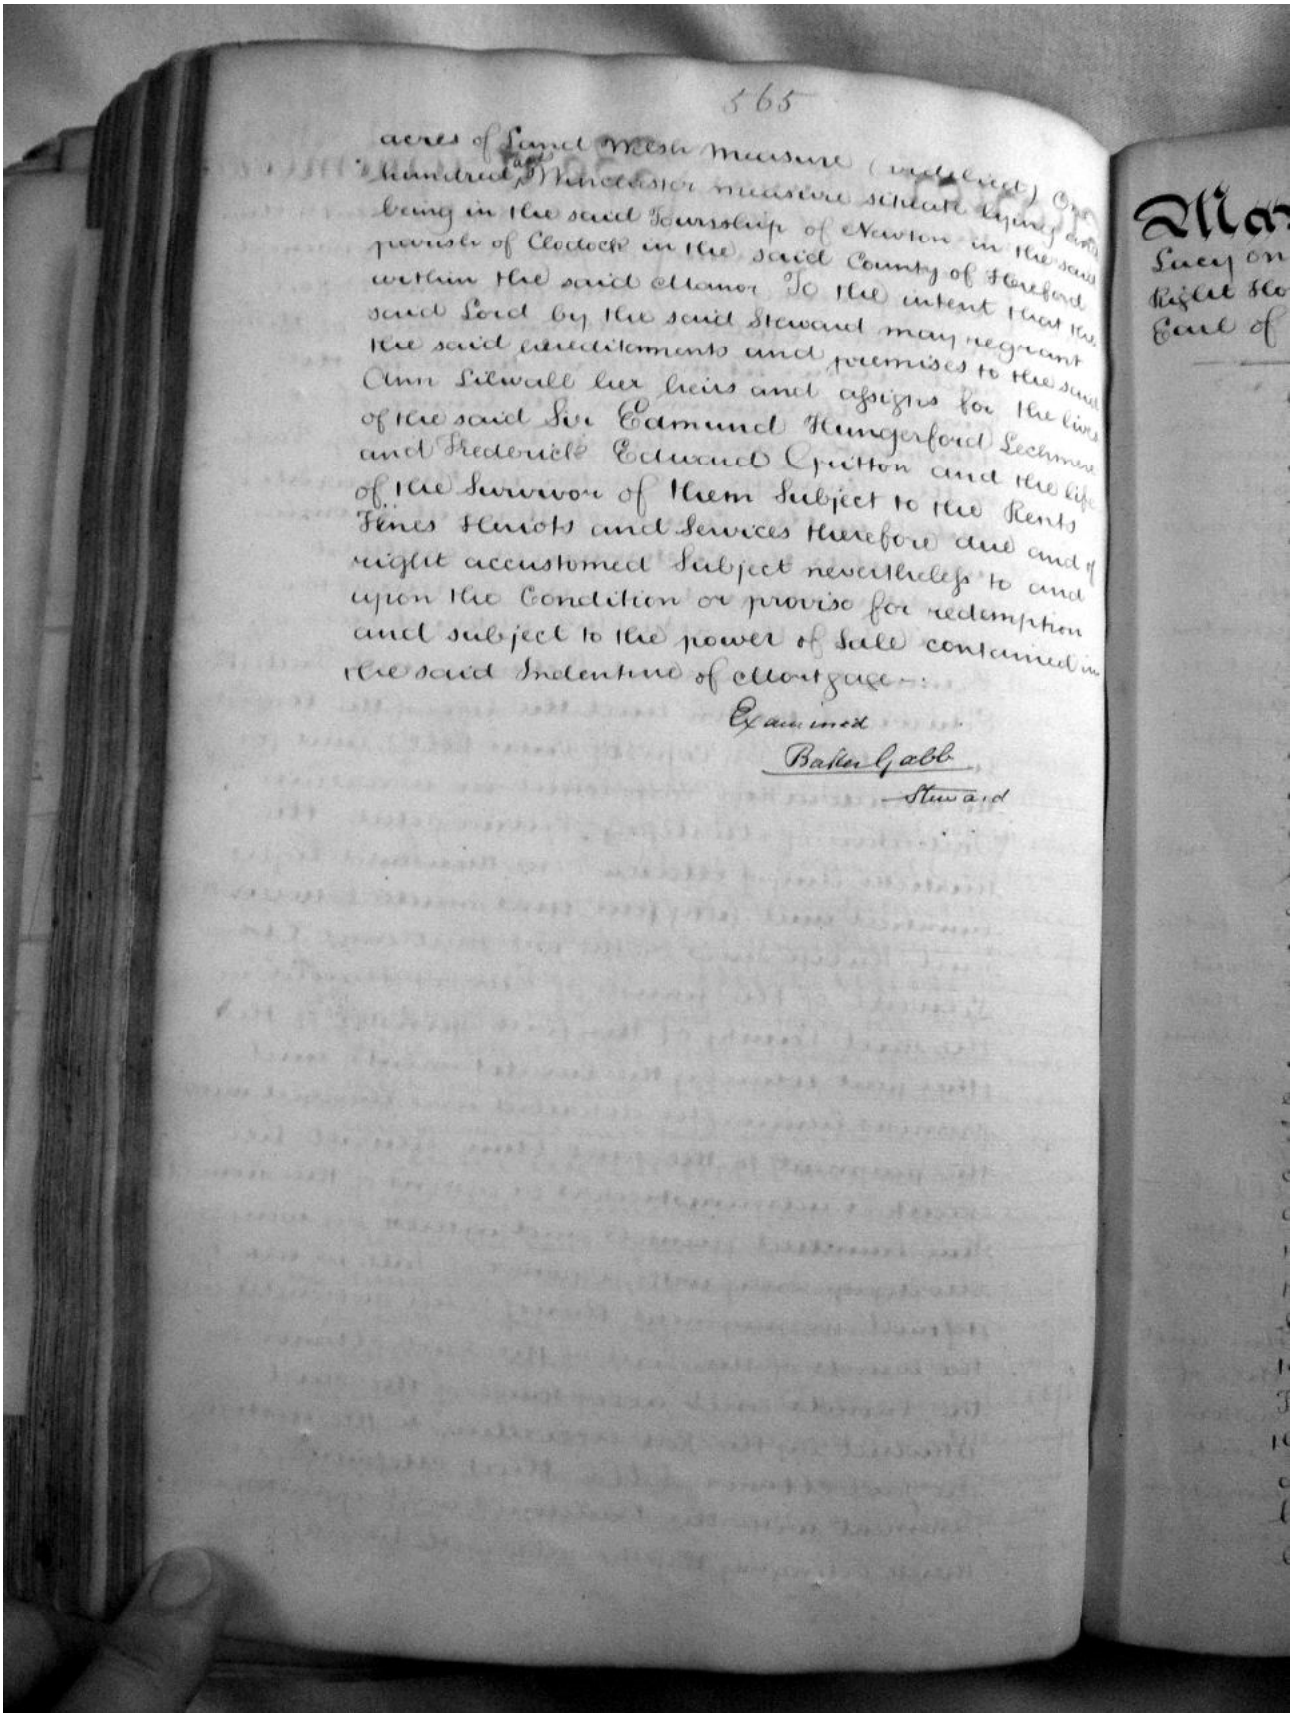 565
acres of Land Welsh measure
hundred and Winchester measure situate lying and
being in the said Township of Newton in the said
parish of Clodock in the said County of Hereford
within the said Manor To the intent that the
said Lord by the said Steward may regrant
the said hereditaments and premises to the said
Ann Lilwall her heirs and assigns for the lives
of the said Sir Edmund Hungerford Lechmere
and Frederick Edward Gritton and the life
of the Survivor of them Subject to the Rents
Fines Heriots and Services therefore due and of
right accustomed Subject nevertheless to and
upon the Condition or proviso for redemption
and subject to the power of Sale contained in
the said Indenture of Mortgage
Examined
Baker Gabb
Steward
Lucy
Right
Earl of